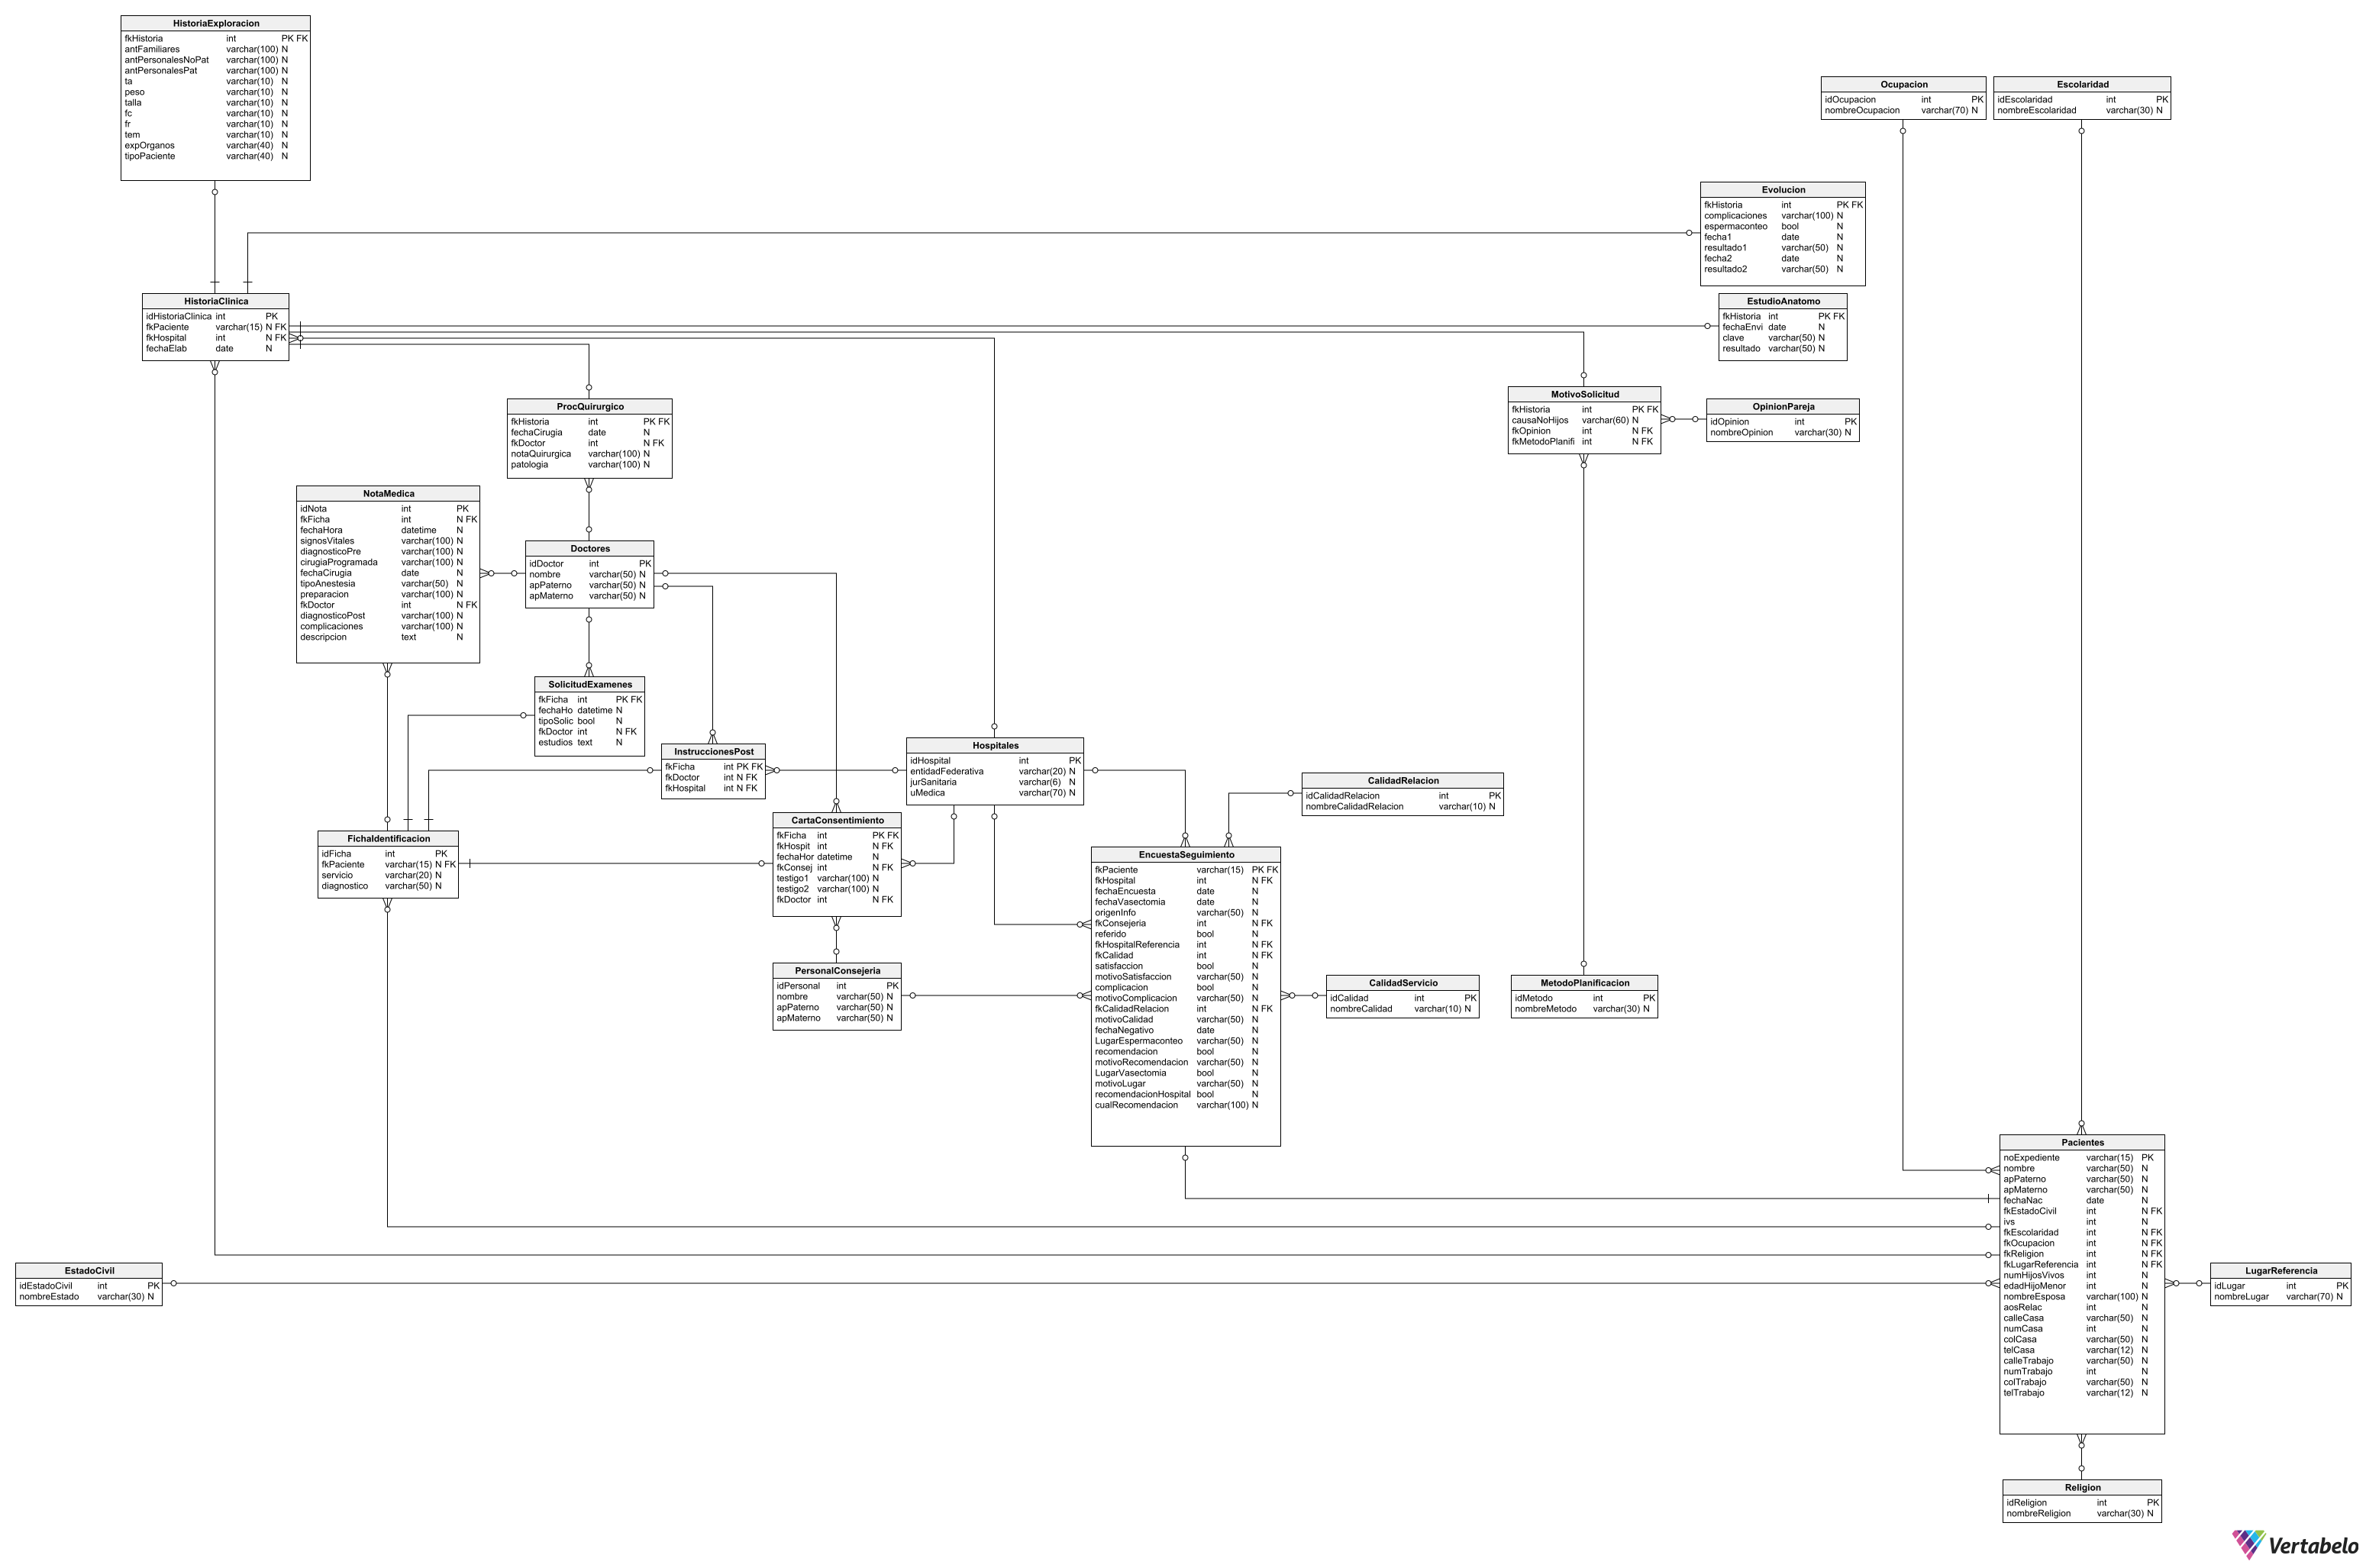 HistoriaExploracion
fkHistoria int PK FK
antFamiliares varchar(100) N
antPersonalesNoPat varchar(100) N
antPersonalesPat varchar(100) N
ta varchar(10) N
peso varchar(10) N
talla varchar(10) N
fc varchar(10) N
fr varchar(10) N
tem varchar(10) N
expOrganos varchar(40) N
tipoPaciente varchar(40) N
Ocupacion
idOcupacion int PK
nombreOcupacion varchar(70) N
Escolaridad
idEscolaridad int PK
nombreEscolaridad varchar(30) N
Evolucion
fkHistoria int PK FK
complicaciones varchar(100) N
espermaconteo bool N
fecha1 date N
resultado1 varchar(50) N
fecha2 date N
resultado2 varchar(50) N
HistoriaClinica
idHistoriaClinica int PK
fkPaciente varchar(15) N FK
fkHospital int N FK
fechaElab date N
EstudioAnatomo
fkHistoria int PK FK
fechaEnvi date N
clave varchar(50) N
resultado varchar(50) N
MotivoSolicitud
fkHistoria int PK FK
causaNoHijos varchar(60) N
fkOpinion int N FK
fkMetodoPlanifi int N FK
OpinionPareja
idOpinion int PK
nombreOpinion varchar(30) N
ProcQuirurgico
fkHistoria int PK FK
fechaCirugia date N
fkDoctor int N FK
notaQuirurgica varchar(100) N
patologia varchar(100) N
NotaMedica
idNota int PK
fkFicha int N FK
fechaHora datetime N
signosVitales varchar(100) N
diagnosticoPre varchar(100) N
cirugiaProgramada varchar(100) N
fechaCirugia date N
tipoAnestesia varchar(50) N
preparacion varchar(100) N
fkDoctor int N FK
diagnosticoPost varchar(100) N
complicaciones varchar(100) N
descripcion text N
Doctores
idDoctor int PK
nombre varchar(50) N
apPaterno varchar(50) N
apMaterno varchar(50) N
SolicitudExamenes
fkFicha int PK FK
fechaHo datetime N
tipoSolic bool N
fkDoctor int N FK
estudios text N
InstruccionesPost
fkFicha int PK FK
fkDoctor int N FK
fkHospital int N FK
Hospitales
idHospital int PK
entidadFederativa varchar(20) N
jurSanitaria varchar(6) N
uMedica varchar(70) N
CalidadRelacion
idCalidadRelacion int PK
nombreCalidadRelacion varchar(10) N
FichaIdentificacion
idFicha int PK
fkPaciente varchar(15) N FK
servicio varchar(20) N
diagnostico varchar(50) N
CartaConsentimiento
fkFicha int PK FK
fkHospit int N FK
fechaHor datetime N
fkConsej int N FK
testigo1 varchar(100) N
testigo2 varchar(100) N
fkDoctor int N FK
EncuestaSeguimiento
fkPaciente varchar(15) PK FK
fkHospital int N FK
fechaEncuesta date N
fechaVasectomia date N
origenInfo varchar(50) N
fkConsejeria int N FK
referido bool N
fkHospitalReferencia int N FK
fkCalidad int N FK
satisfaccion bool N
motivoSatisfaccion varchar(50) N
complicacion bool N
motivoComplicacion varchar(50) N
fkCalidadRelacion int N FK
motivoCalidad varchar(50) N
fechaNegativo date N
LugarEspermaconteo varchar(50) N
recomendacion bool N
motivoRecomendacion varchar(50) N
LugarVasectomia bool N
motivoLugar varchar(50) N
recomendacionHospital bool N
cualRecomendacion varchar(100) N
PersonalConsejeria
idPersonal int PK
nombre varchar(50) N
apPaterno varchar(50) N
apMaterno varchar(50) N
CalidadServicio
idCalidad int PK
nombreCalidad varchar(10) N
MetodoPlanificacion
idMetodo int PK
nombreMetodo varchar(30) N
Pacientes
noExpediente varchar(15) PK
nombre varchar(50) N
apPaterno varchar(50) N
apMaterno varchar(50) N
fechaNac date N
fkEstadoCivil int N FK
ivs int N
fkEscolaridad int N FK
fkOcupacion int N FK
fkReligion int N FK
fkLugarReferencia int N FK
numHijosVivos int N
edadHijoMenor int N
nombreEsposa varchar(100) N
aosRelac int N
calleCasa varchar(50) N
numCasa int N
colCasa varchar(50) N
telCasa varchar(12) N
calleTrabajo varchar(50) N
numTrabajo int N
colTrabajo varchar(50) N
telTrabajo varchar(12) N
EstadoCivil
idEstadoCivil int PK
nombreEstado varchar(30) N
LugarReferencia
idLugar int PK
nombreLugar varchar(70) N
Religion
idReligion int PK
nombreReligion varchar(30) N
Vertabelo